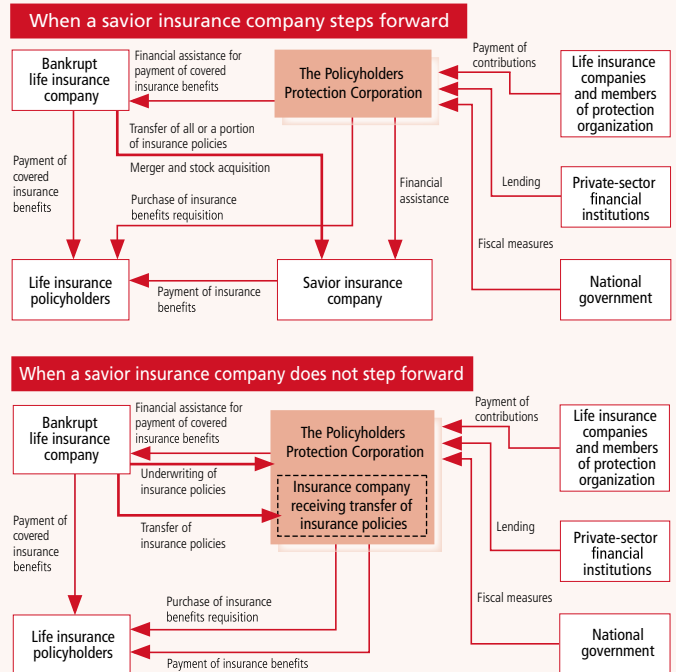 When a savior insurance company steps forward
Bankrupt
life insurance
company
Financial assistance for
payment of covered
insurance benefits
The Policyholders
Protection Corporation
Payment of
contributions
Life insurance
companies
and members
of protection
organization
Transfer of all or a portion
of insurance policies
Merger and stock acquisition
Payment of
covered
insurance
benefits
Purchase of insurance
benefits requisition
Financial
assistance
Lending
Private-sector
financial
institutions
Fiscal measures
Life insurance
policyholders
Payment of insurance
benefits
Savior insurance
company
National
government
When a savior insurance company does not step forward
Bankrupt
life insurance
company
Financial assistance for
payment of covered
insurance benefits
The Policyholders
Protection Corporation
Payment of
contributions
Life insurance
companies
and members
of protection
organization
Underwriting of
insurance policies
Insurance company
receiving transfer of
insurance policies
Payment of
covered
insurance
benefits
Transfer of
insurance policies
Lending
Private-sector
financial
institutions
Purchase of insurance
benefits requisition
Fiscal measures
Life insurance
policyholders
Payment of insurance benefits
National
government